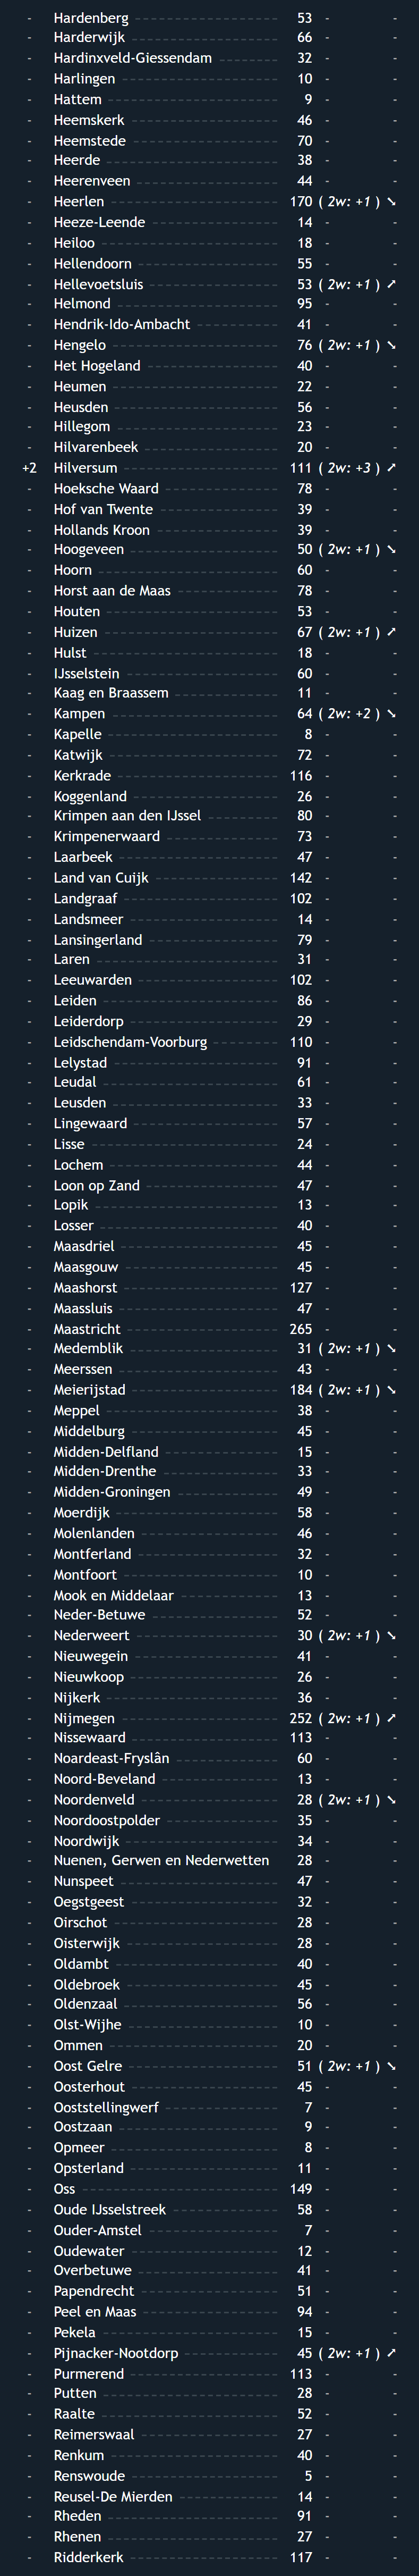 - Hardenberg 53 - -
- Harderwijk 66 - -
- Hardinxveld-Giessendam 32 - -
- Harlingen 10 - -
- Hattem 9 - -
- Heemskerk 46 - -
- Heemstede 70 - -
- Heerde 38 - -
- Heerenveen 44 - -
- Heerlen 170 ( 2w: +1 ) ➘
- Heeze-Leende 14 - -
- Heiloo 18 - -
- Hellendoorn 55 - -
- Hellevoetsluis 53 ( 2w: +1 ) ➚
- Helmond 95 - -
- Hendrik-Ido-Ambacht 41 - -
- Hengelo 76 ( 2w: +1 ) ➘
- Het Hogeland 40 - -
- Heumen 22 - -
- Heusden 56 - -
- Hillegom 23 - -
- Hilvarenbeek 20 - -
+2 Hilversum 111 ( 2w: +3 ) ➚
- Hoeksche Waard 78 - -
- Hof van Twente 39 - -
- Hollands Kroon 39 - -
- Hoogeveen 50 ( 2w: +1 ) ➘
- Hoorn 60 - -
- Horst aan de Maas 78 - -
- Houten 53 - -
- Huizen 67 ( 2w: +1 ) ➚
- Hulst 18 - -
- IJsselstein 60 - -
- Kaag en Braassem 11 - -
- Kampen 64 ( 2w: +2 ) ➘
- Kapelle 8 - -
- Katwijk 72 - -
- Kerkrade 116 - -
- Koggenland 26 - -
- Krimpen aan den IJssel 80 - -
- Krimpenerwaard 73 - -
- Laarbeek 47 - -
- Land van Cuijk 142 - -
- Landgraaf 102 - -
- Landsmeer 14 - -
- Lansingerland 79 - -
- Laren 31 - -
- Leeuwarden 102 - -
- Leiden 86 - -
- Leiderdorp 29 - -
- Leidschendam-Voorburg 110 - -
- Lelystad 91 - -
- Leudal 61 - -
- Leusden 33 - -
- Lingewaard 57 - -
- Lisse 24 - -
- Lochem 44 - -
- Loon op Zand 47 - -
- Lopik 13 - -
- Losser 40 - -
- Maasdriel 45 - -
- Maasgouw 45 - -
- Maashorst 127 - -
- Maassluis 47 - -
- Maastricht 265 - -
- Medemblik 31 ( 2w: +1 ) ➘
- Meerssen 43 - -
- Meierijstad 184 ( 2w: +1 ) ➘
- Meppel 38 - -
- Middelburg 45 - -
- Midden-Delfland 15 - -
- Midden-Drenthe 33 - -
- Midden-Groningen 49 - -
- Moerdijk 58 - -
- Molenlanden 46 - -
- Montferland 32 - -
- Montfoort 10 - -
- Mook en Middelaar 13 - -
- Neder-Betuwe 52 - -
- Nederweert 30 ( 2w: +1 ) ➘
- Nieuwegein 41 - -
- Nieuwkoop 26 - -
- Nijkerk 36 - -
- Nijmegen 252 ( 2w: +1 ) ➚
- Nissewaard 113 - -
- Noardeast-Fryslân 60 - -
- Noord-Beveland 13 - -
- Noordenveld 28 ( 2w: +1 ) ➘
- Noordoostpolder 35 - -
- Noordwijk 34 - -
- Nuenen, Gerwen en Nederwetten 28 - -
- Nunspeet 47 - -
- Oegstgeest 32 - -
- Oirschot 28 - -
- Oisterwijk 28 - -
- Oldambt 40 - -
- Oldebroek 45 - -
- Oldenzaal 56 - -
- Olst-Wijhe 10 - -
- Ommen 20 - -
- Oost Gelre 51 ( 2w: +1 ) ➘
- Oosterhout 45 - -
- Ooststellingwerf 7 - -
- Oostzaan 9 - -
- Opmeer 8 - -
- Opsterland 11 - -
- Oss 149 - -
- Oude IJsselstreek 58 - -
- Ouder-Amstel 7 - -
- Oudewater 12 - -
- Overbetuwe 41 - -
- Papendrecht 51 - -
- Peel en Maas 94 - -
- Pekela 15 - -
- Pijnacker-Nootdorp 45 ( 2w: +1 ) ➚
- Purmerend 113 - -
- Putten 28 - -
- Raalte 52 - -
- Reimerswaal 27 - -
- Renkum 40 - -
- Renswoude 5 - -
- Reusel-De Mierden 14 - -
- Rheden 91 - -
- Rhenen 27 - -
- Ridderkerk 117 - -